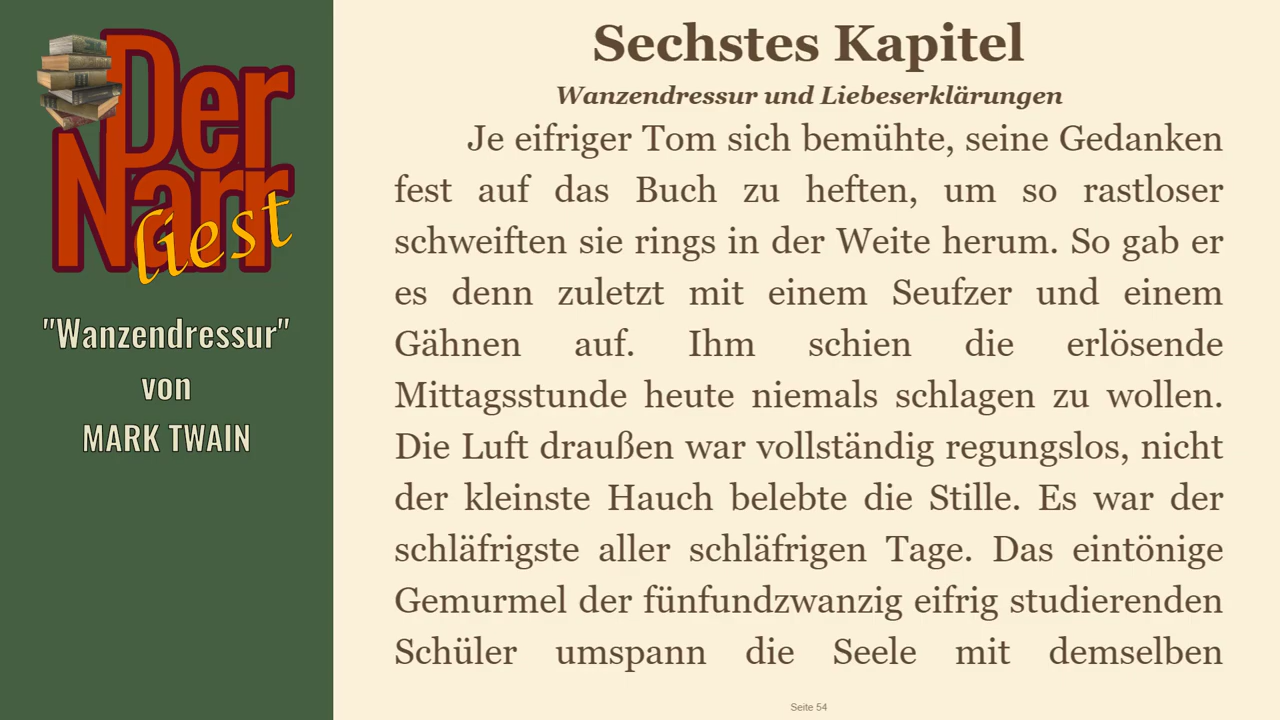 Der
Narr
liest
"Wanzendressur"
von
MARK TWAIN
Sechstes Kapitel
Wanzendressur und Liebeserklärungen
Je eifriger Tom sich bemühte, seine Gedanken
fest auf das Buch zu heften, um so rastloser
schweiften sie rings in der Weite herum. So gab er
es denn zuletzt mit einem Seufzer und einem
Gähnen auf. Ihm schien die erlösende
Mittagsstunde heute niemals schlagen zu wollen.
Die Luft draußen war vollständig regungslos, nicht
der kleinste Hauch belebte die Stille. Es war der
schläfrigste aller schläfrigen Tage. Das eintönige
Gemurmel der fünfundzwanzig eifrig studierenden
Schüler umspann die Seele mit demselben
Seite 54